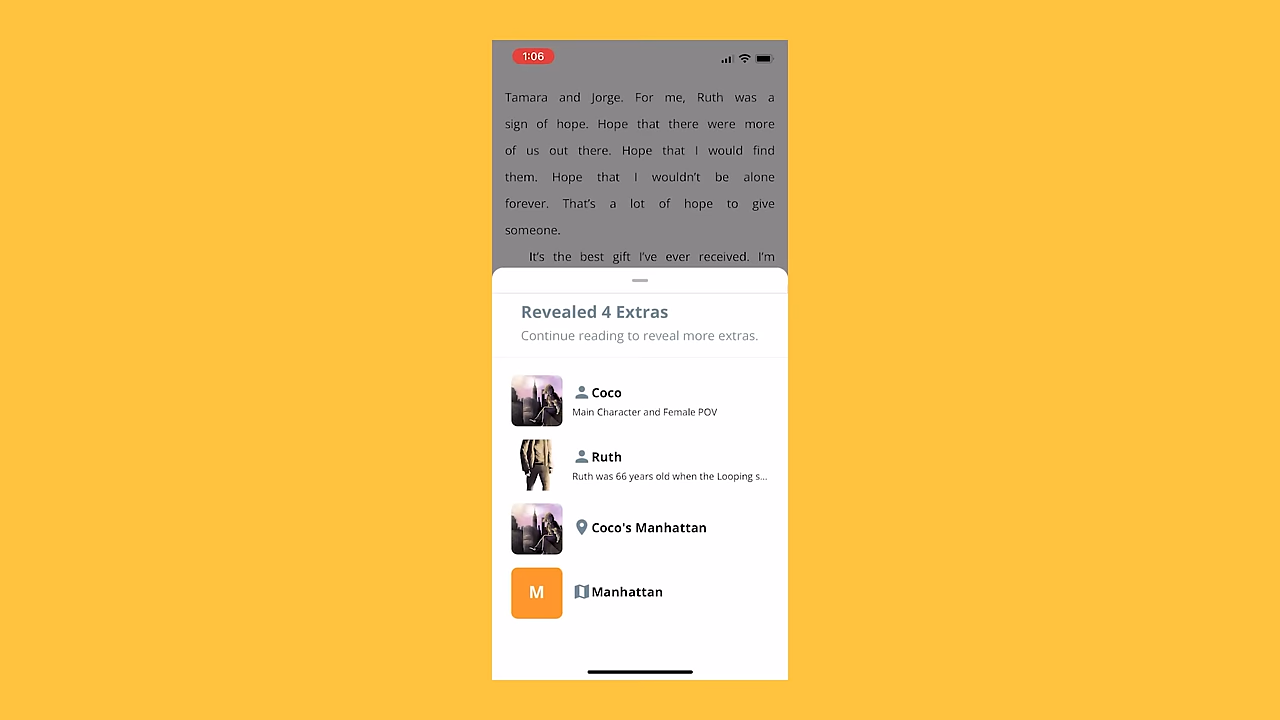 1:06
Tamara and Jorge. For me, Ruth was a
sign of hope. Hope that there were more
of us out there. Hope that I would find
them. Hope that I wouldn't be alone
forever. That's a lot of hope to give
someone.
It's the best gift I've ever received. I'm
Revealed 4 Extras
Continue reading to reveal more extras.
Coco
Main Character and Female POV
Ruth
Ruth was 66 years old when the Looping s...
Coco's Manhattan
M
Manhattan